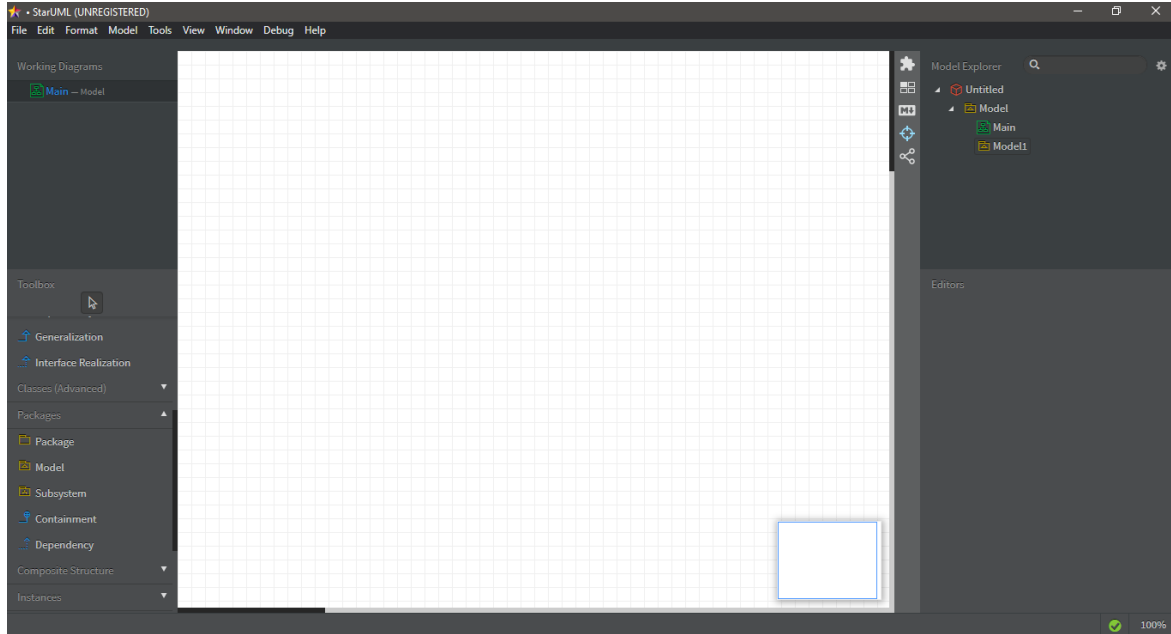 • StarUML (UNREGISTERED)
File Edit Format Model Tools View Window Debug Help
Working Diagrams
Main — Model
Toolbox
Generalization
Interface Realization
Classes (Advanced)
Packages
Package
Model
Subsystem
Containment
Dependency
Composite Structure
Instances
M
Model Explorer
Untitled
Model
Main
Model1
Editors
100%